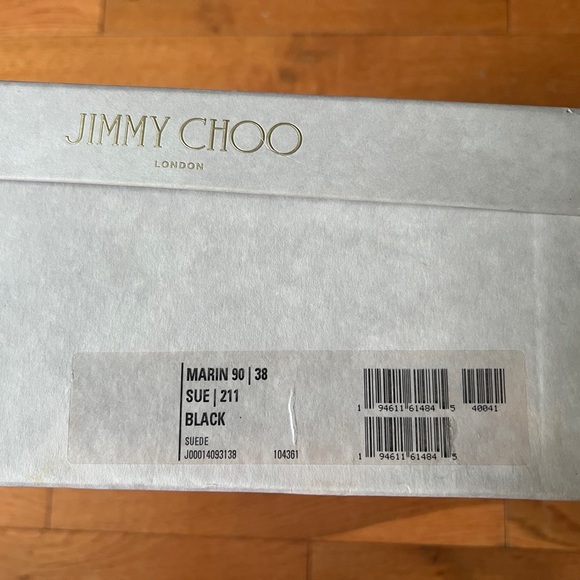 JIMMY CHOO
LONDON
MARIN 90 | 38
SUE | 211
BLACK
SUEDE
J00014093138 104361
1 94611 61484 5 40041
1 94611 61484 5